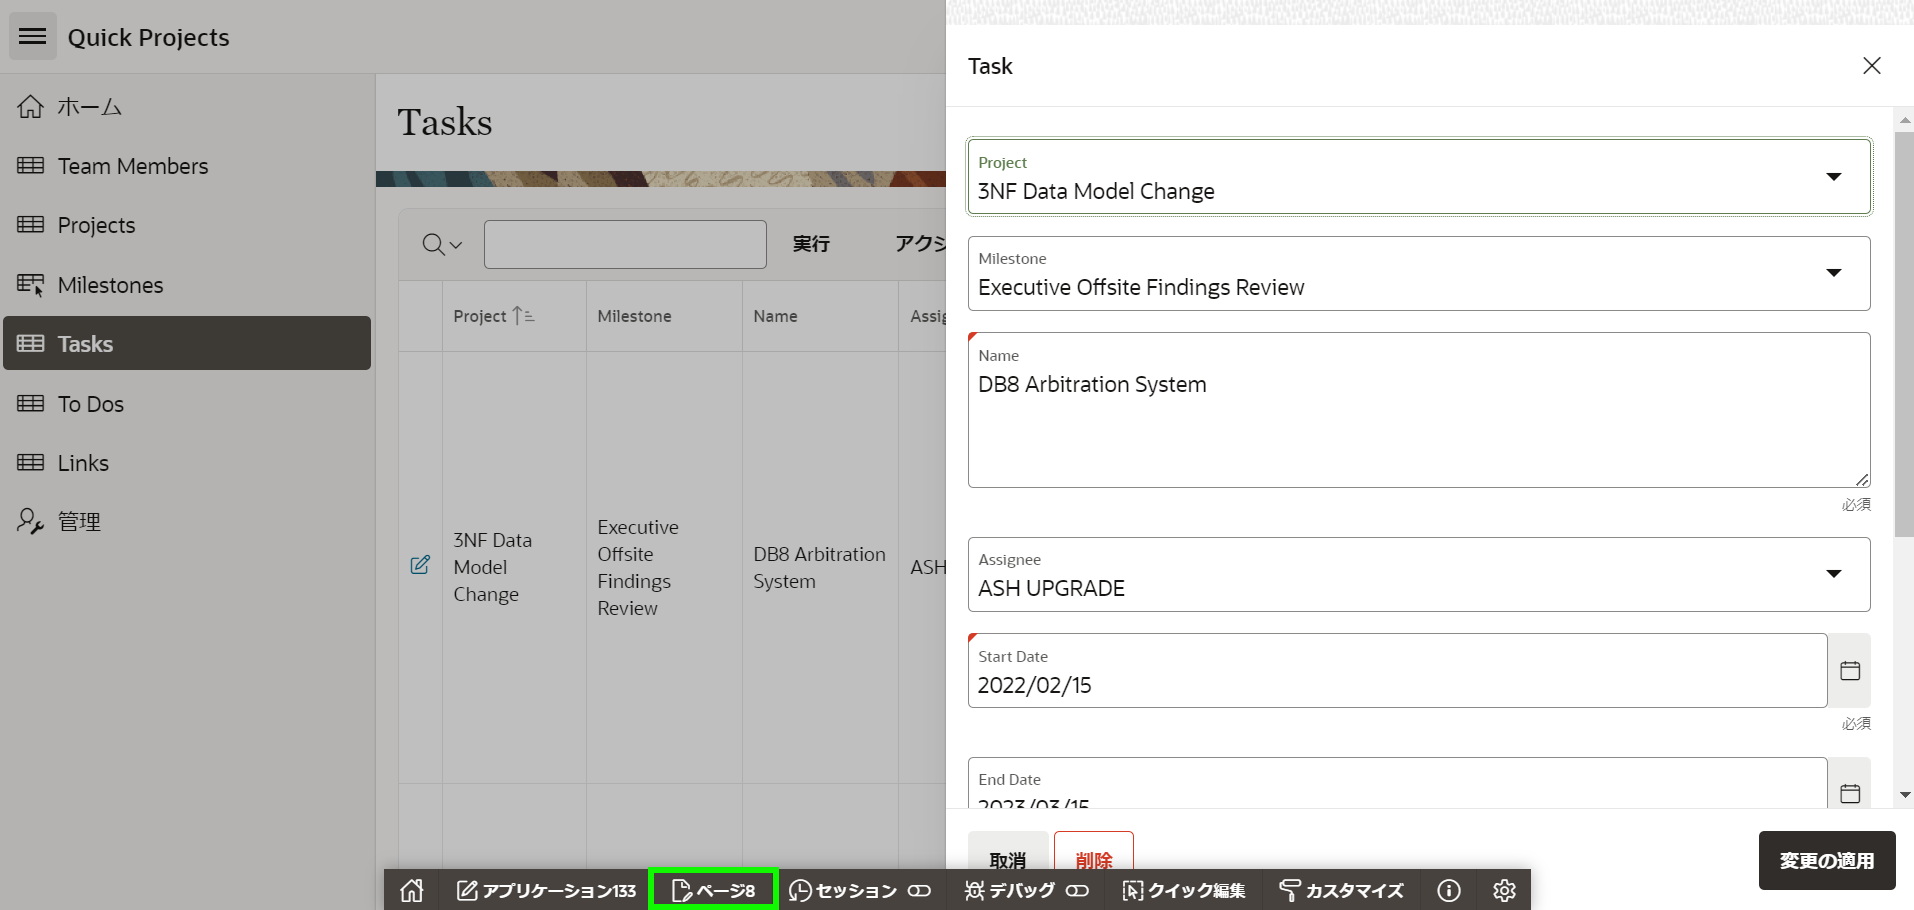 Quick Projects
ホーム
Team Members
Projects
Milestones
Tasks
To Dos
Links
管理
Tasks
実行
Project
Milestone
Name
3NF Data
Model
Change
Executive
Offsite
Findings
Review
DB8 Arbitration
System
ASH
Task
Project
3NF Data Model Change
Milestone
Executive Offsite Findings Review
Name
DB8 Arbitration System
必須
Assignee
ASH UPGRADE
Start Date
2022/02/15
必須
End Date
2023/03/15
取消
削除
変更の適用
アプリケーション133
ページ8
セッション
デバッグ
クイック編集
カスタマイズ